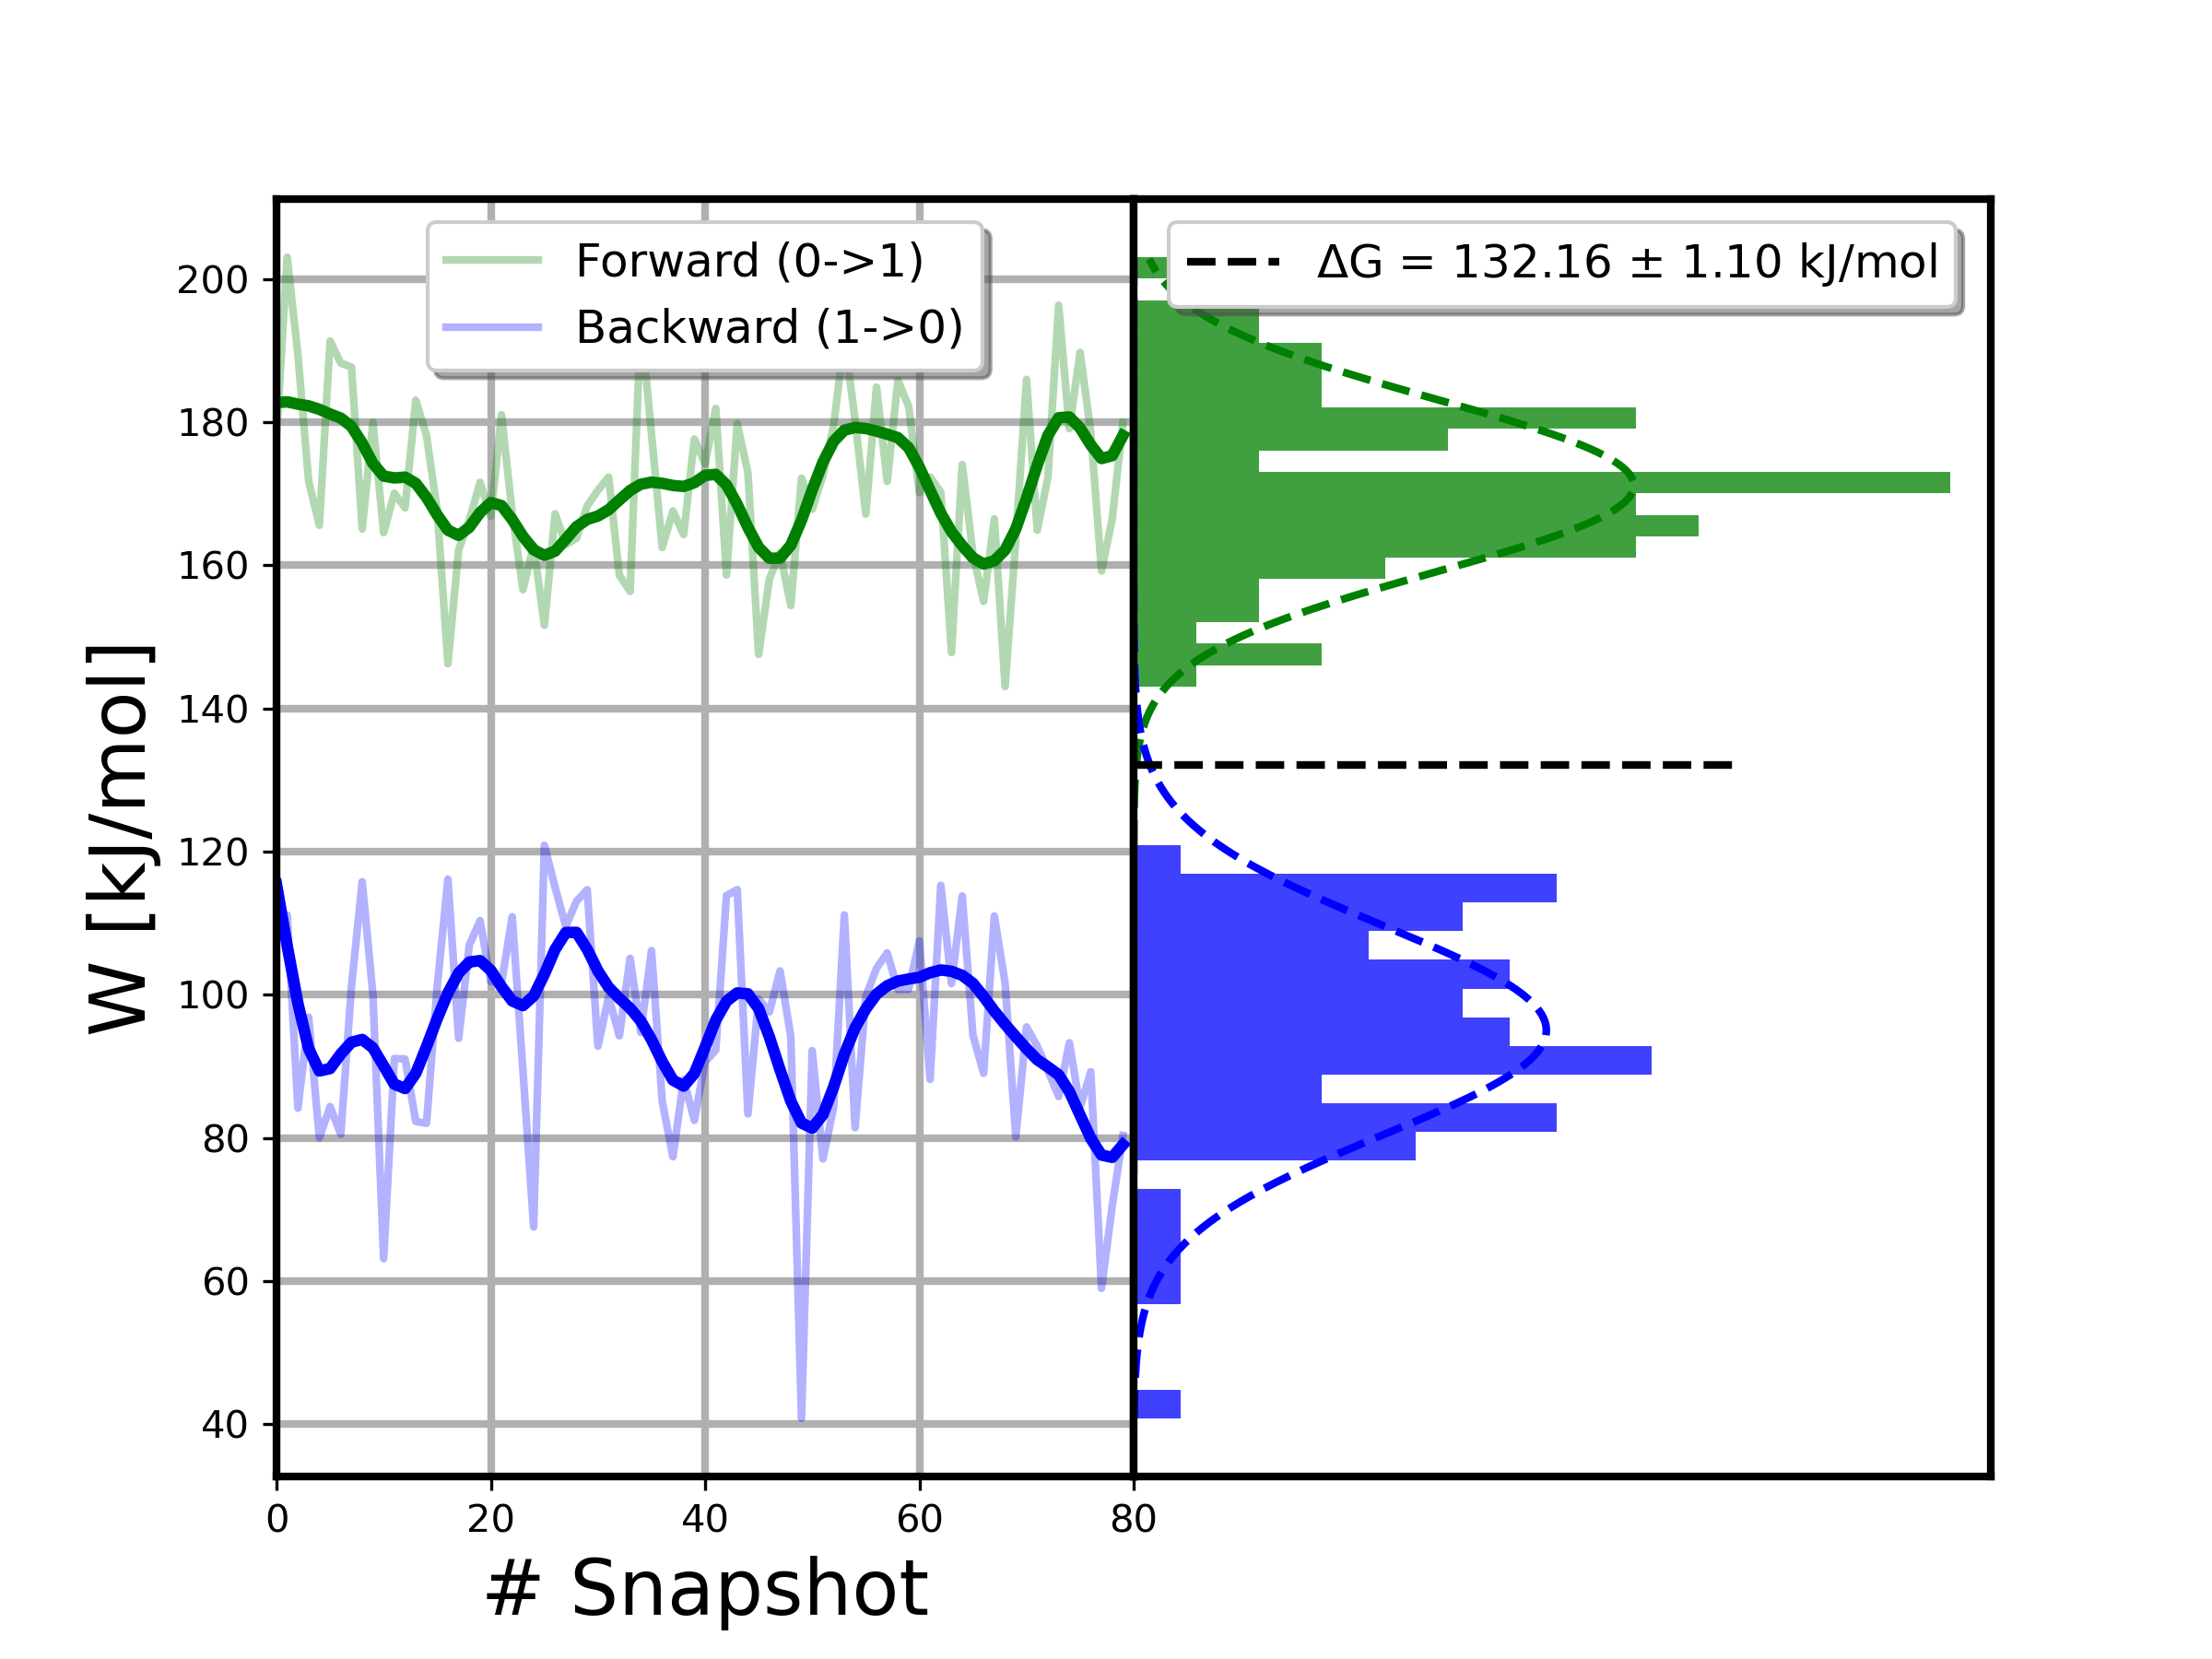 Forward (0->1)
Backward (1->0)
ΔG = 132.16 ± 1.10 kJ/mol
W [kJ/mol]
200
180
160
140
120
100
80
60
40
0 20 40 60 80
# Snapshot